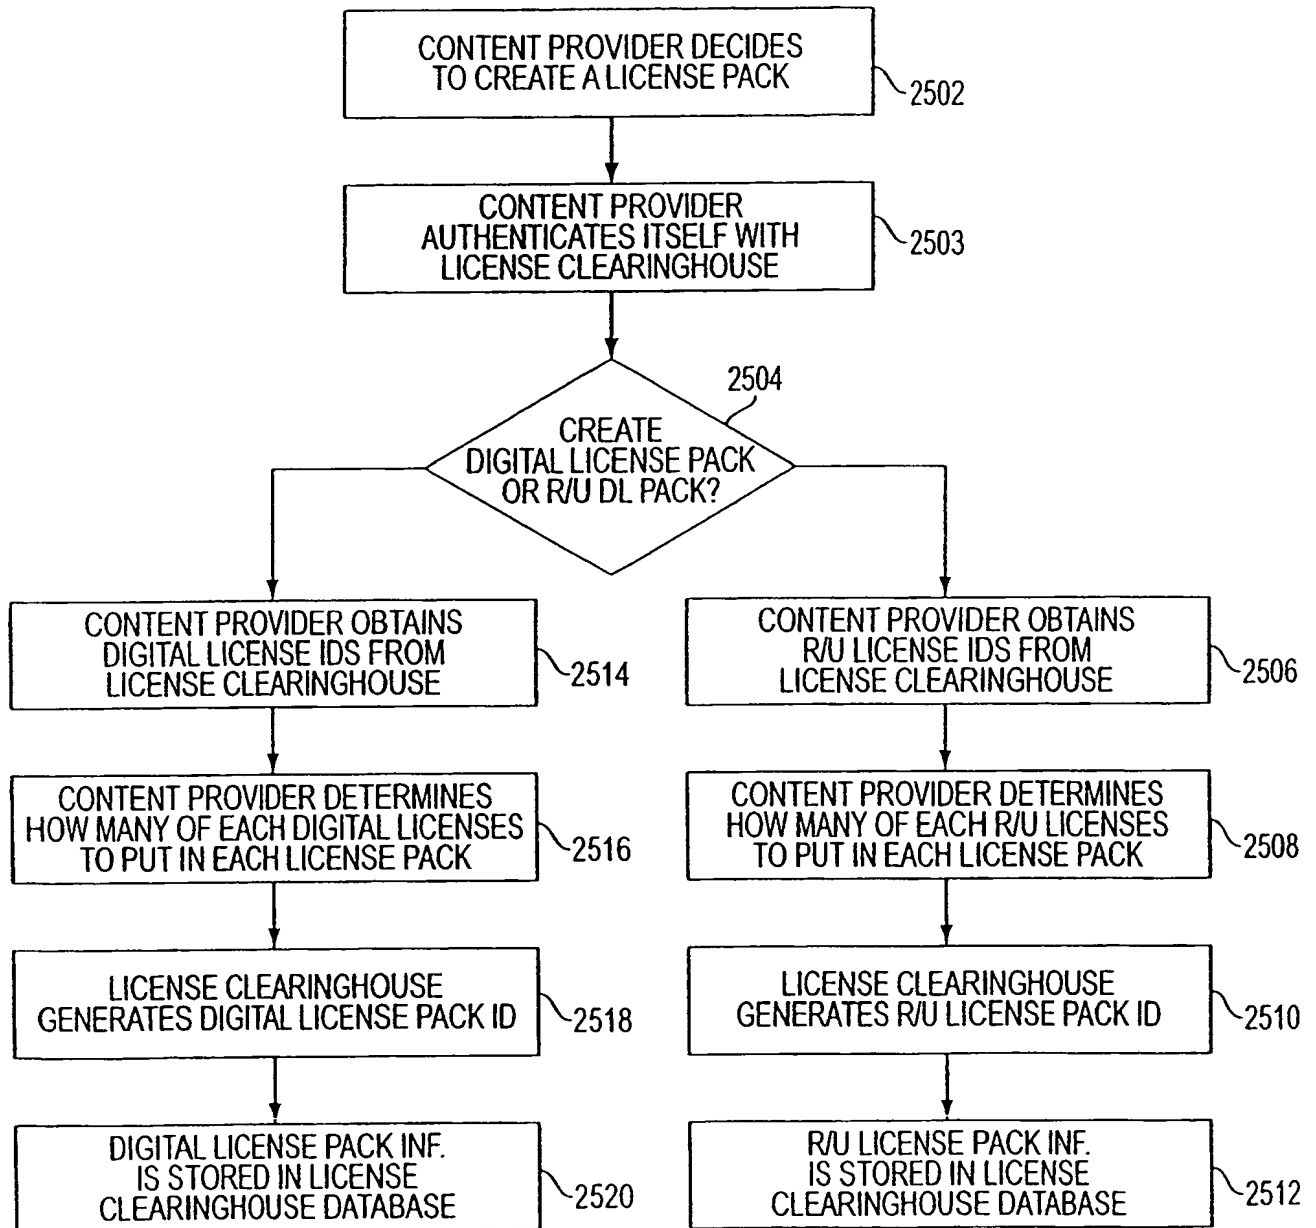 CONTENT PROVIDER DECIDES
TO CREATE A LICENSE PACK
2502
CONTENT PROVIDER
AUTHENTICATES ITSELF WITH
LICENSE CLEARINGHOUSE
2503
2504
CREATE
DIGITAL LICENSE PACK
OR R/U DL PACK?
CONTENT PROVIDER OBTAINS
DIGITAL LICENSE IDS FROM
LICENSE CLEARINGHOUSE
2514
CONTENT PROVIDER OBTAINS
R/U LICENSE IDS FROM
LICENSE CLEARINGHOUSE
2506
CONTENT PROVIDER DETERMINES
HOW MANY OF EACH DIGITAL LICENSES
TO PUT IN EACH LICENSE PACK
2516
CONTENT PROVIDER DETERMINES
HOW MANY OF EACH R/U LICENSES
TO PUT IN EACH LICENSE PACK
2508
LICENSE CLEARINGHOUSE
GENERATES DIGITAL LICENSE PACK ID
2518
LICENSE CLEARINGHOUSE
GENERATES R/U LICENSE PACK ID
2510
DIGITAL LICENSE PACK INF.
IS STORED IN LICENSE
CLEARINGHOUSE DATABASE
2520
R/U LICENSE PACK INF.
IS STORED IN LICENSE
CLEARINGHOUSE DATABASE
2512